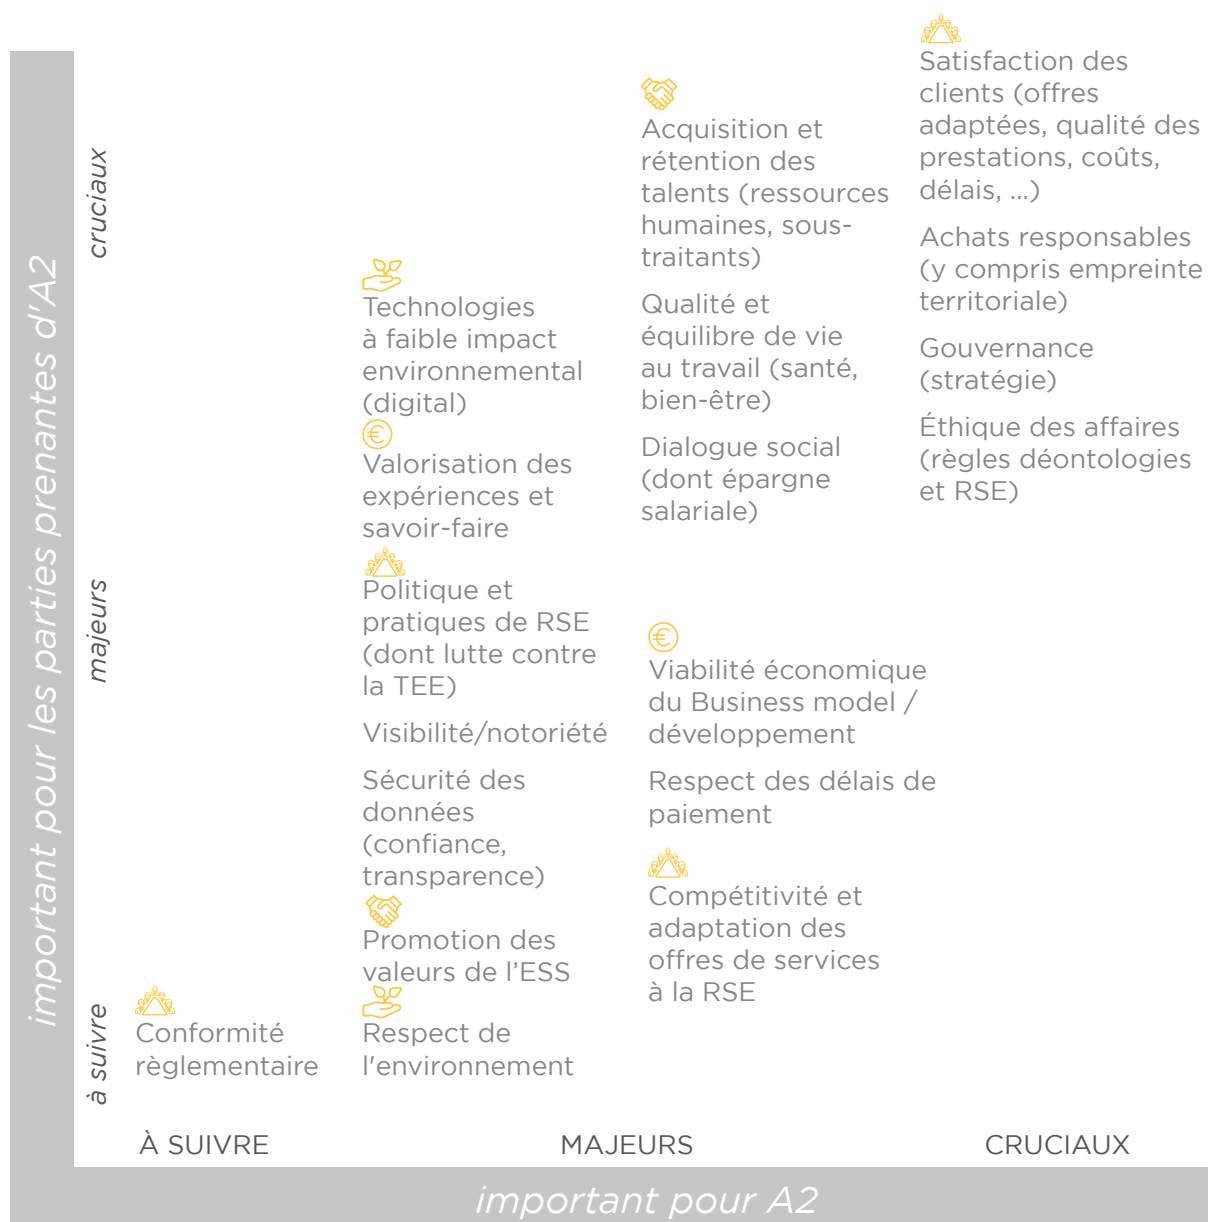 important pour les parties prenantes d'A2
cruciaux
majeurs
à suivre
Technologies
à faible impact
environnemental
(digital)
Valorisation des
expériences et
savoir-faire
Politique et
pratiques de RSE
(dont lutte contre
la TEE)
Visibilité/notoriété
Sécurité des
données
(confiance,
transparence)
Promotion des
valeurs de l’ESS
Conformité
règlementaire
Respect de
l'environnement
Acquisition et
rétention des
talents (ressources
humaines, sous-
traitants)
Qualité et
équilibre de vie
au travail (santé,
bien-être)
Dialogue social
(dont épargne
salariale)
Viabilité économique
du Business model /
développement
Respect des délais de
paiement
Compétitivité et
adaptation des
offres de services
à la RSE
Satisfaction des
clients (offres
adaptées, qualité des
prestations, coûts,
délais, ...)
Achats responsables
(y compris empreinte
territoriale)
Gouvernance
(stratégie)
Éthique des affaires
(règles déontologies
et RSE)
À SUIVRE
MAJEURS
CRUCIAUX
important pour A2